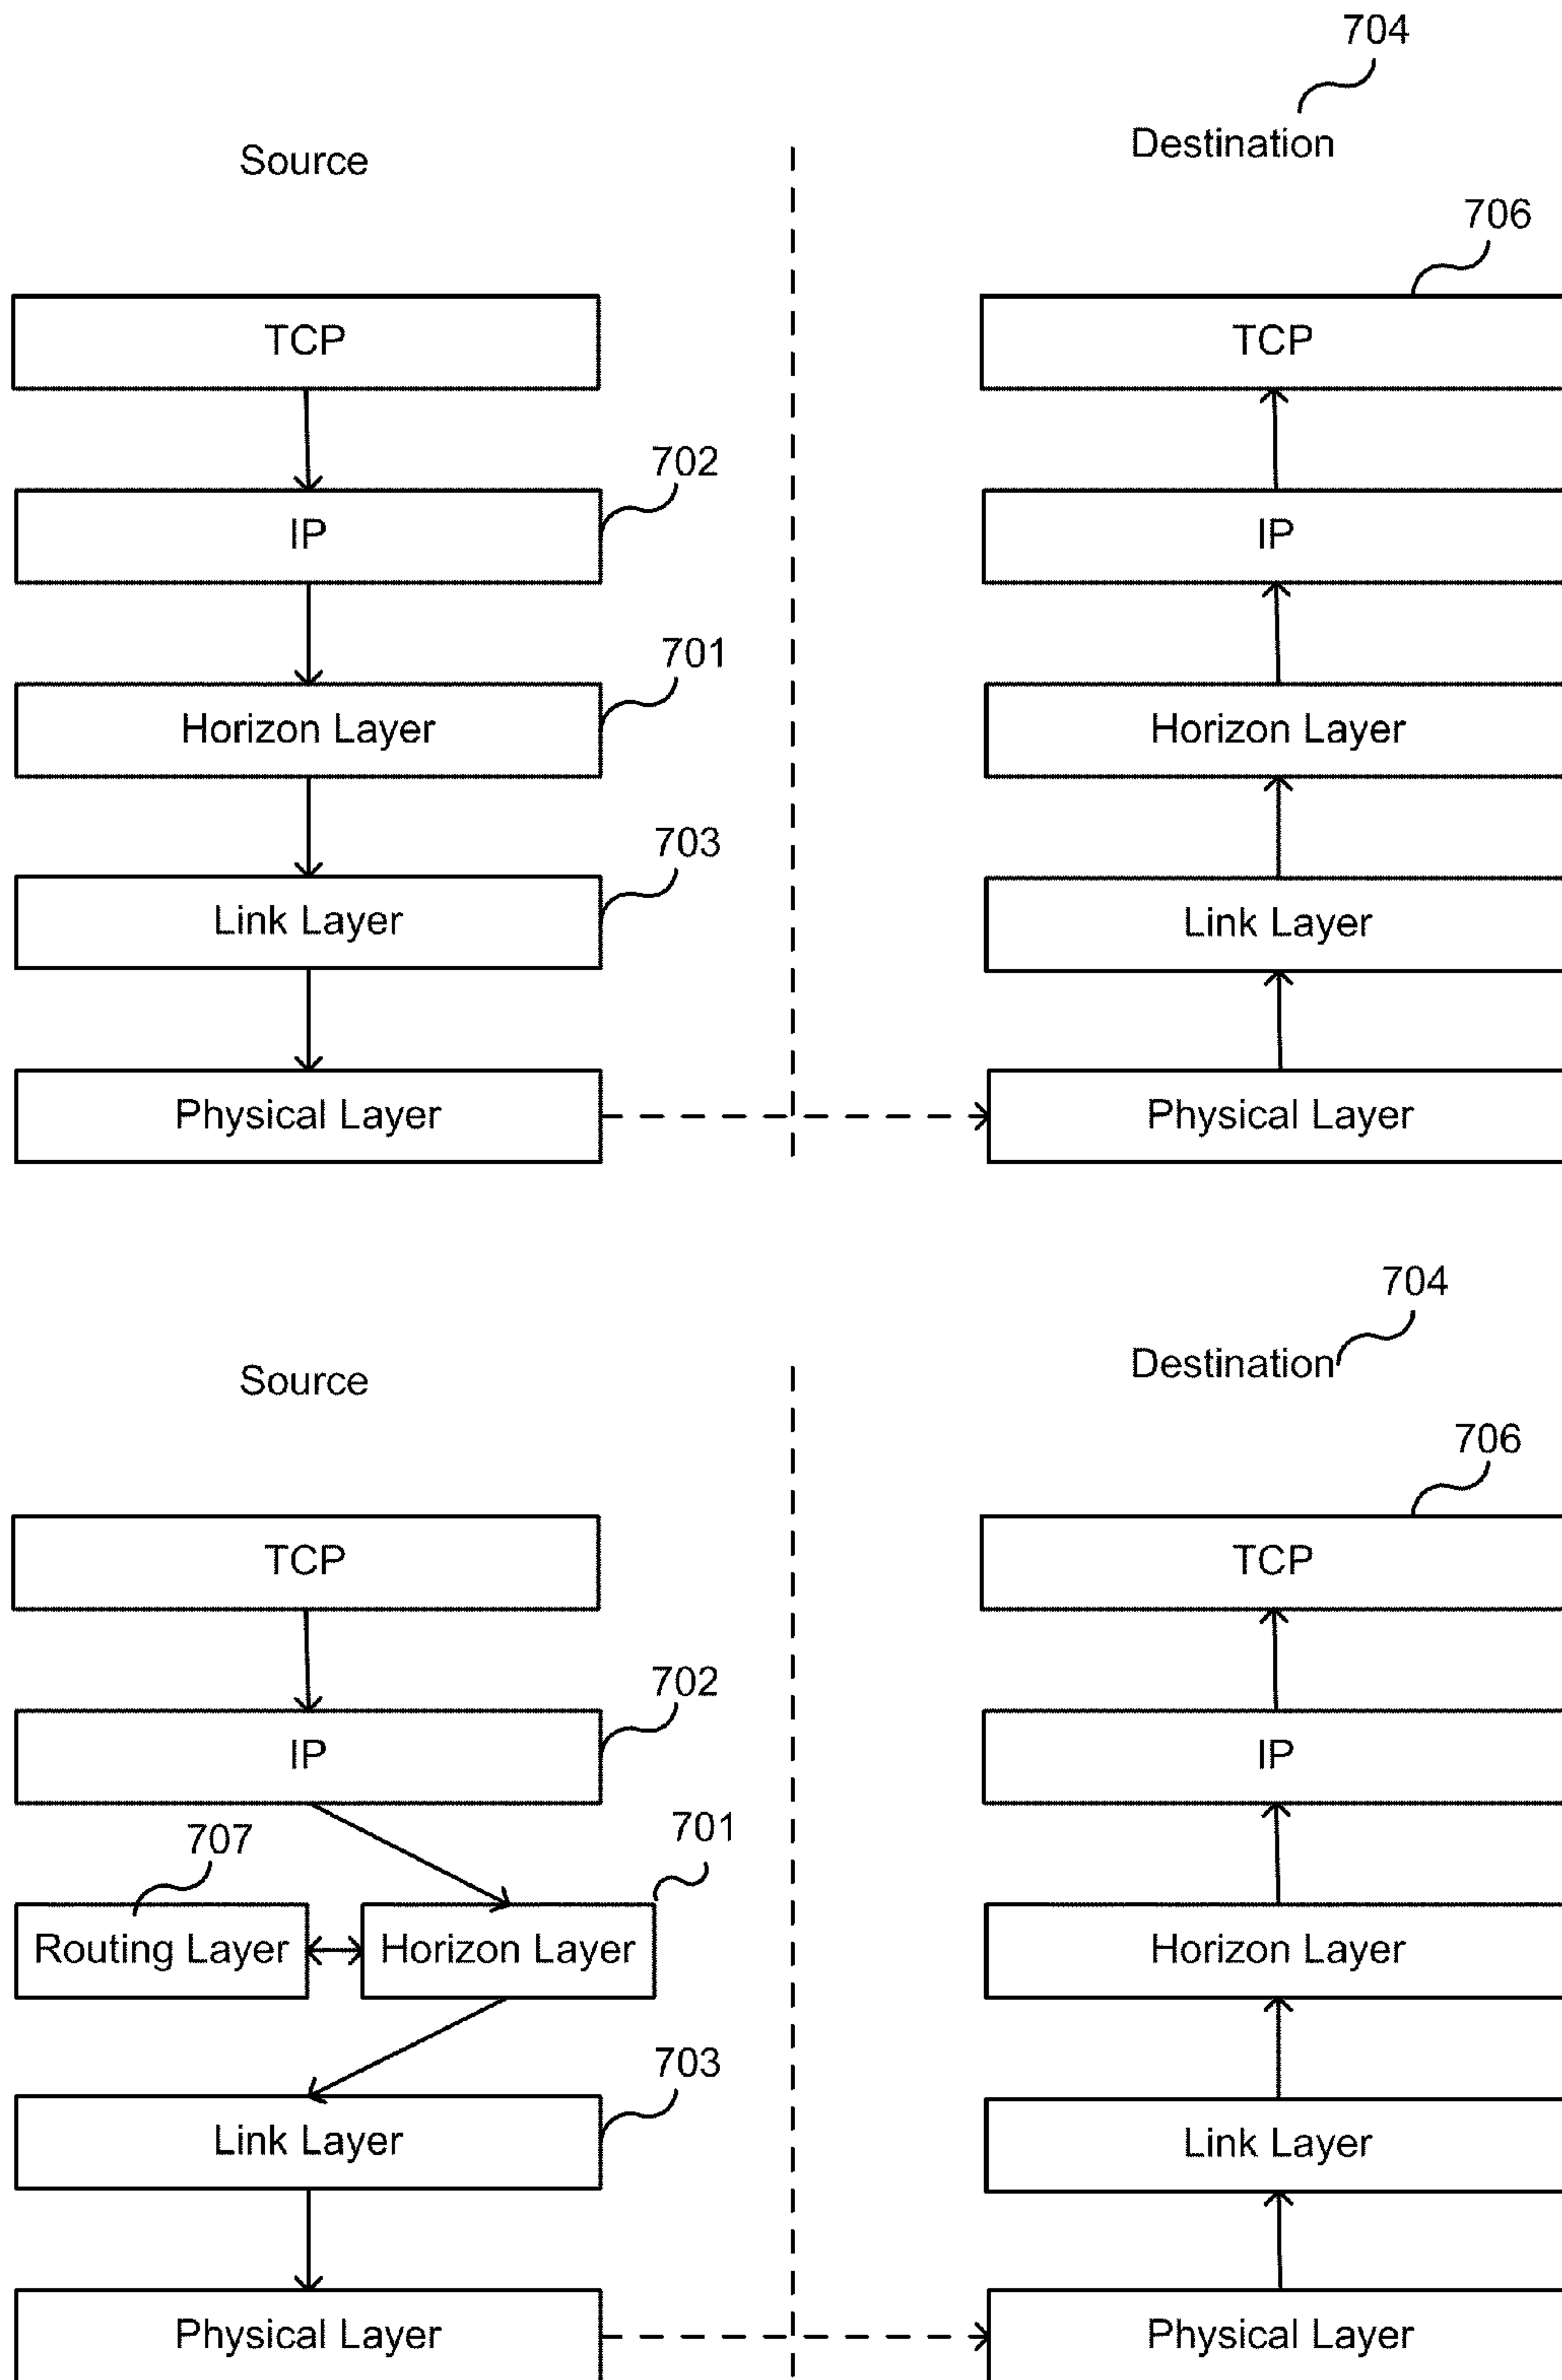 704
Source
Destination
706
TCP
TCP
702
IP
IP
701
Horizon Layer
Horizon Layer
703
Link Layer
Link Layer
Physical Layer
Physical Layer
704
Source
Destination
706
TCP
TCP
702
IP
IP
707
701
Routing Layer
Horizon Layer
Horizon Layer
703
Link Layer
Link Layer
Physical Layer
Physical Layer